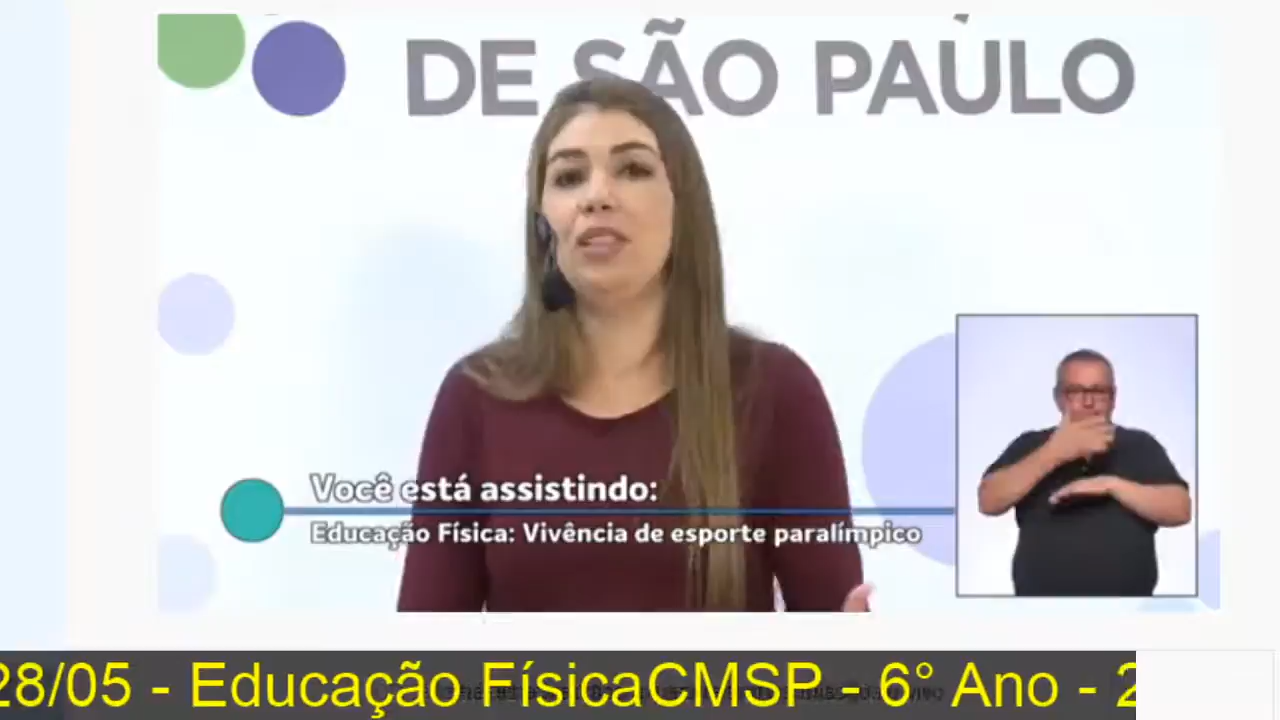 DE SÃO PAULO
Você está assistindo:
Educação Física: Vivência de esporte paralímpico
28/05 - Educação FísicaCMSP - 6° Ano - 2